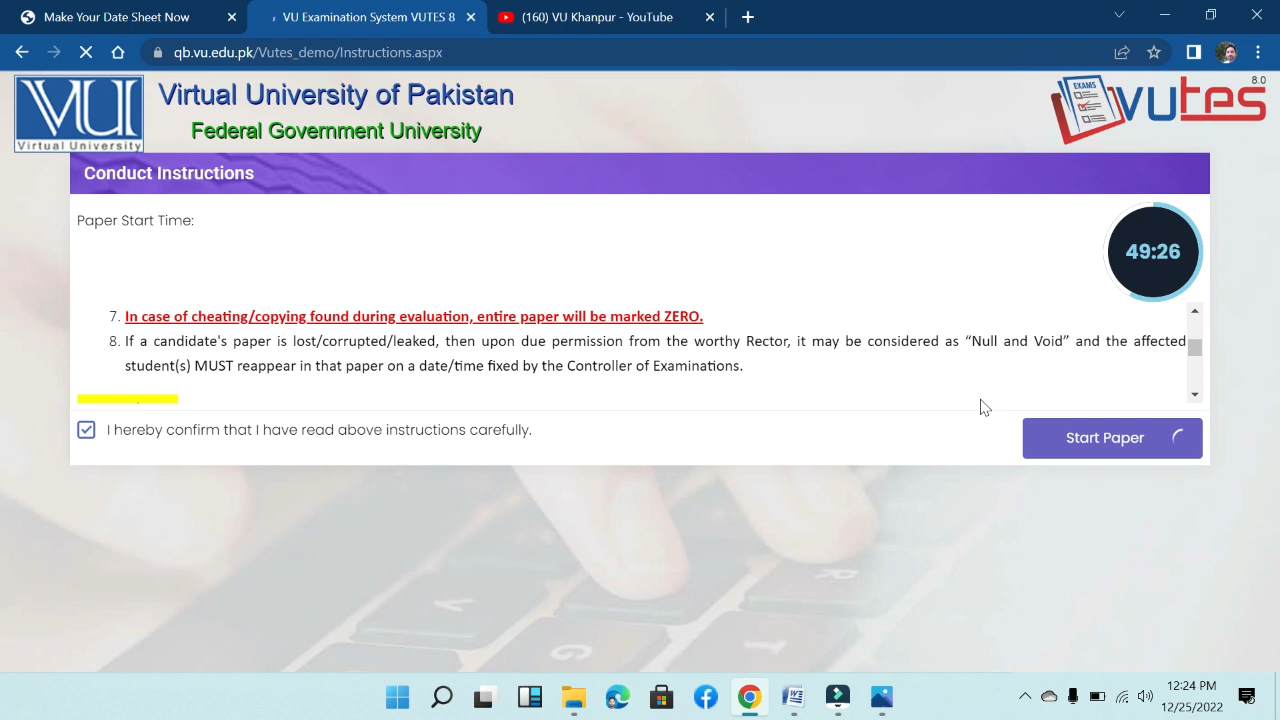 Make Your Date Sheet Now
VU Examination System VUTES 8
(160) VU Khanpur - YouTube
qb.vu.edu.pk/Vutes_demo/Instructions.aspx
VU
Virtual University
Virtual University of Pakistan
Federal Government University
EXAMS
vutes
8.0
Conduct Instructions
Paper Start Time:
49:26
7. In case of cheating/copying found during evaluation, entire paper will be marked ZERO.
8. If a candidate's paper is lost/corrupted/leaked, then upon due permission from the worthy Rector, it may be considered as “Null and Void” and the affected
student(s) MUST reappear in that paper on a date/time fixed by the Controller of Examinations.
I hereby confirm that I have read above instructions carefully.
Start Paper
12:24 PM
12/25/2022